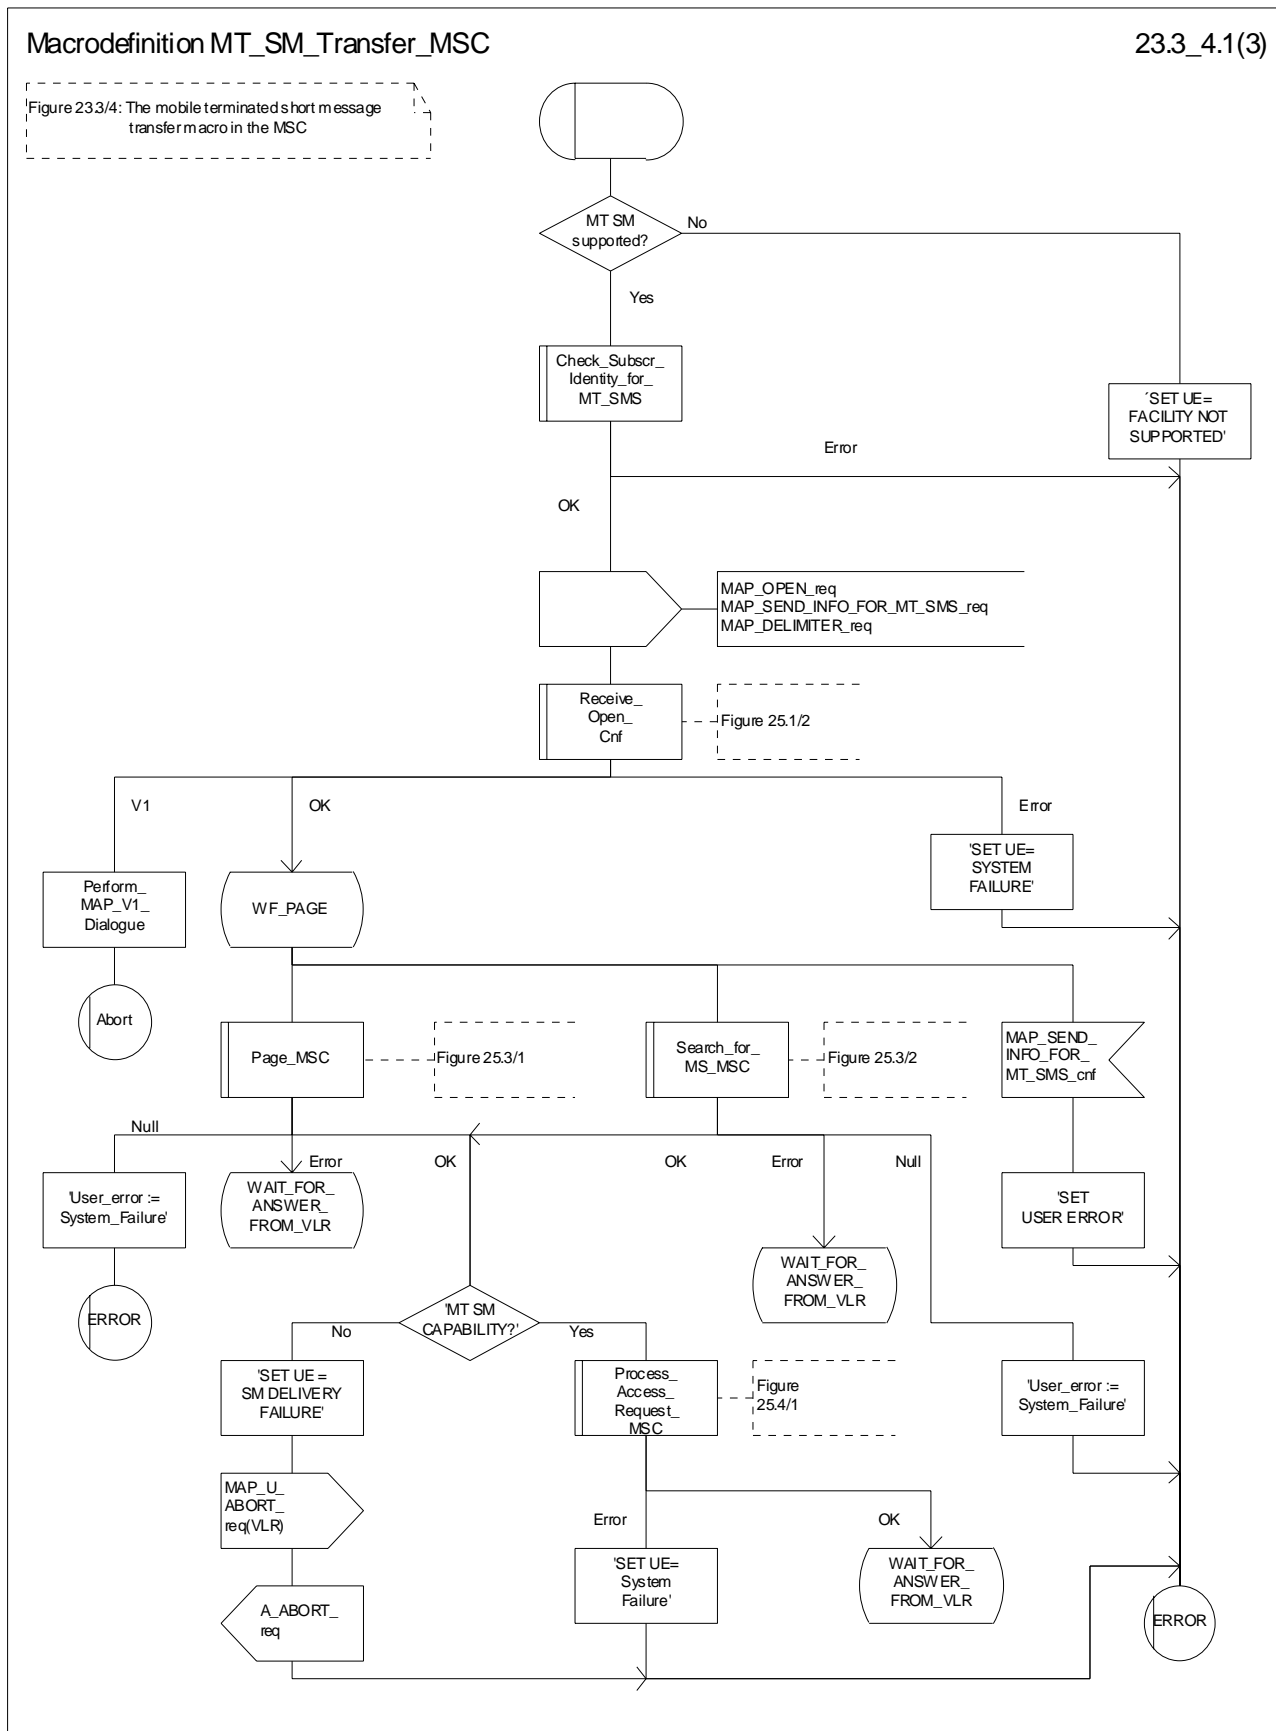 Macrodefinition MT_SM_Transfer_MSC
23.3_4.1(3)
Figure 23.3/4: The mobile terminated short message
transfer macro in the MSC
MT SM
supported?
No
Yes
Check_Subscr_
Identity_for_
MT_SMS
´SET UE=
FACILITY NOT
SUPPORTED'
Error
OK
MAP_OPEN_req
MAP_SEND_INFO_FOR_MT_SMS_req
MAP_DELIMITER_req
Receive_
Open_
Cnf
Figure 25.1/2
V1
OK
Error
Perform_
MAP_V1_
Dialogue
WF_PAGE
'SET UE=
SYSTEM
FAILURE'
Abort
Page_MSC
Figure 25.3/1
Search_for_
MS_MSC
Figure 25.3/2
MAP_SEND_
INFO_FOR_
MT_SMS_cnf
Null
Error
OK
OK
Error
Null
'User_error :=
System_Failure'
WAIT_FOR_
ANSWER_
FROM_VLR
'SET
USER ERROR'
WAIT_FOR_
ANSWER_
FROM_VLR
ERROR
'MT SM
CAPABILITY?'
No
Yes
'SET UE =
SM DELIVERY
FAILURE'
Process_
Access_
Request_
MSC
Figure
25.4/1
'User_error :=
System_Failure'
MAP_U_
ABORT_
req(VLR)
Error
OK
'SET UE=
System
Failure'
WAIT_FOR_
ANSWER_
FROM_VLR
A_ABORT_
req
ERROR